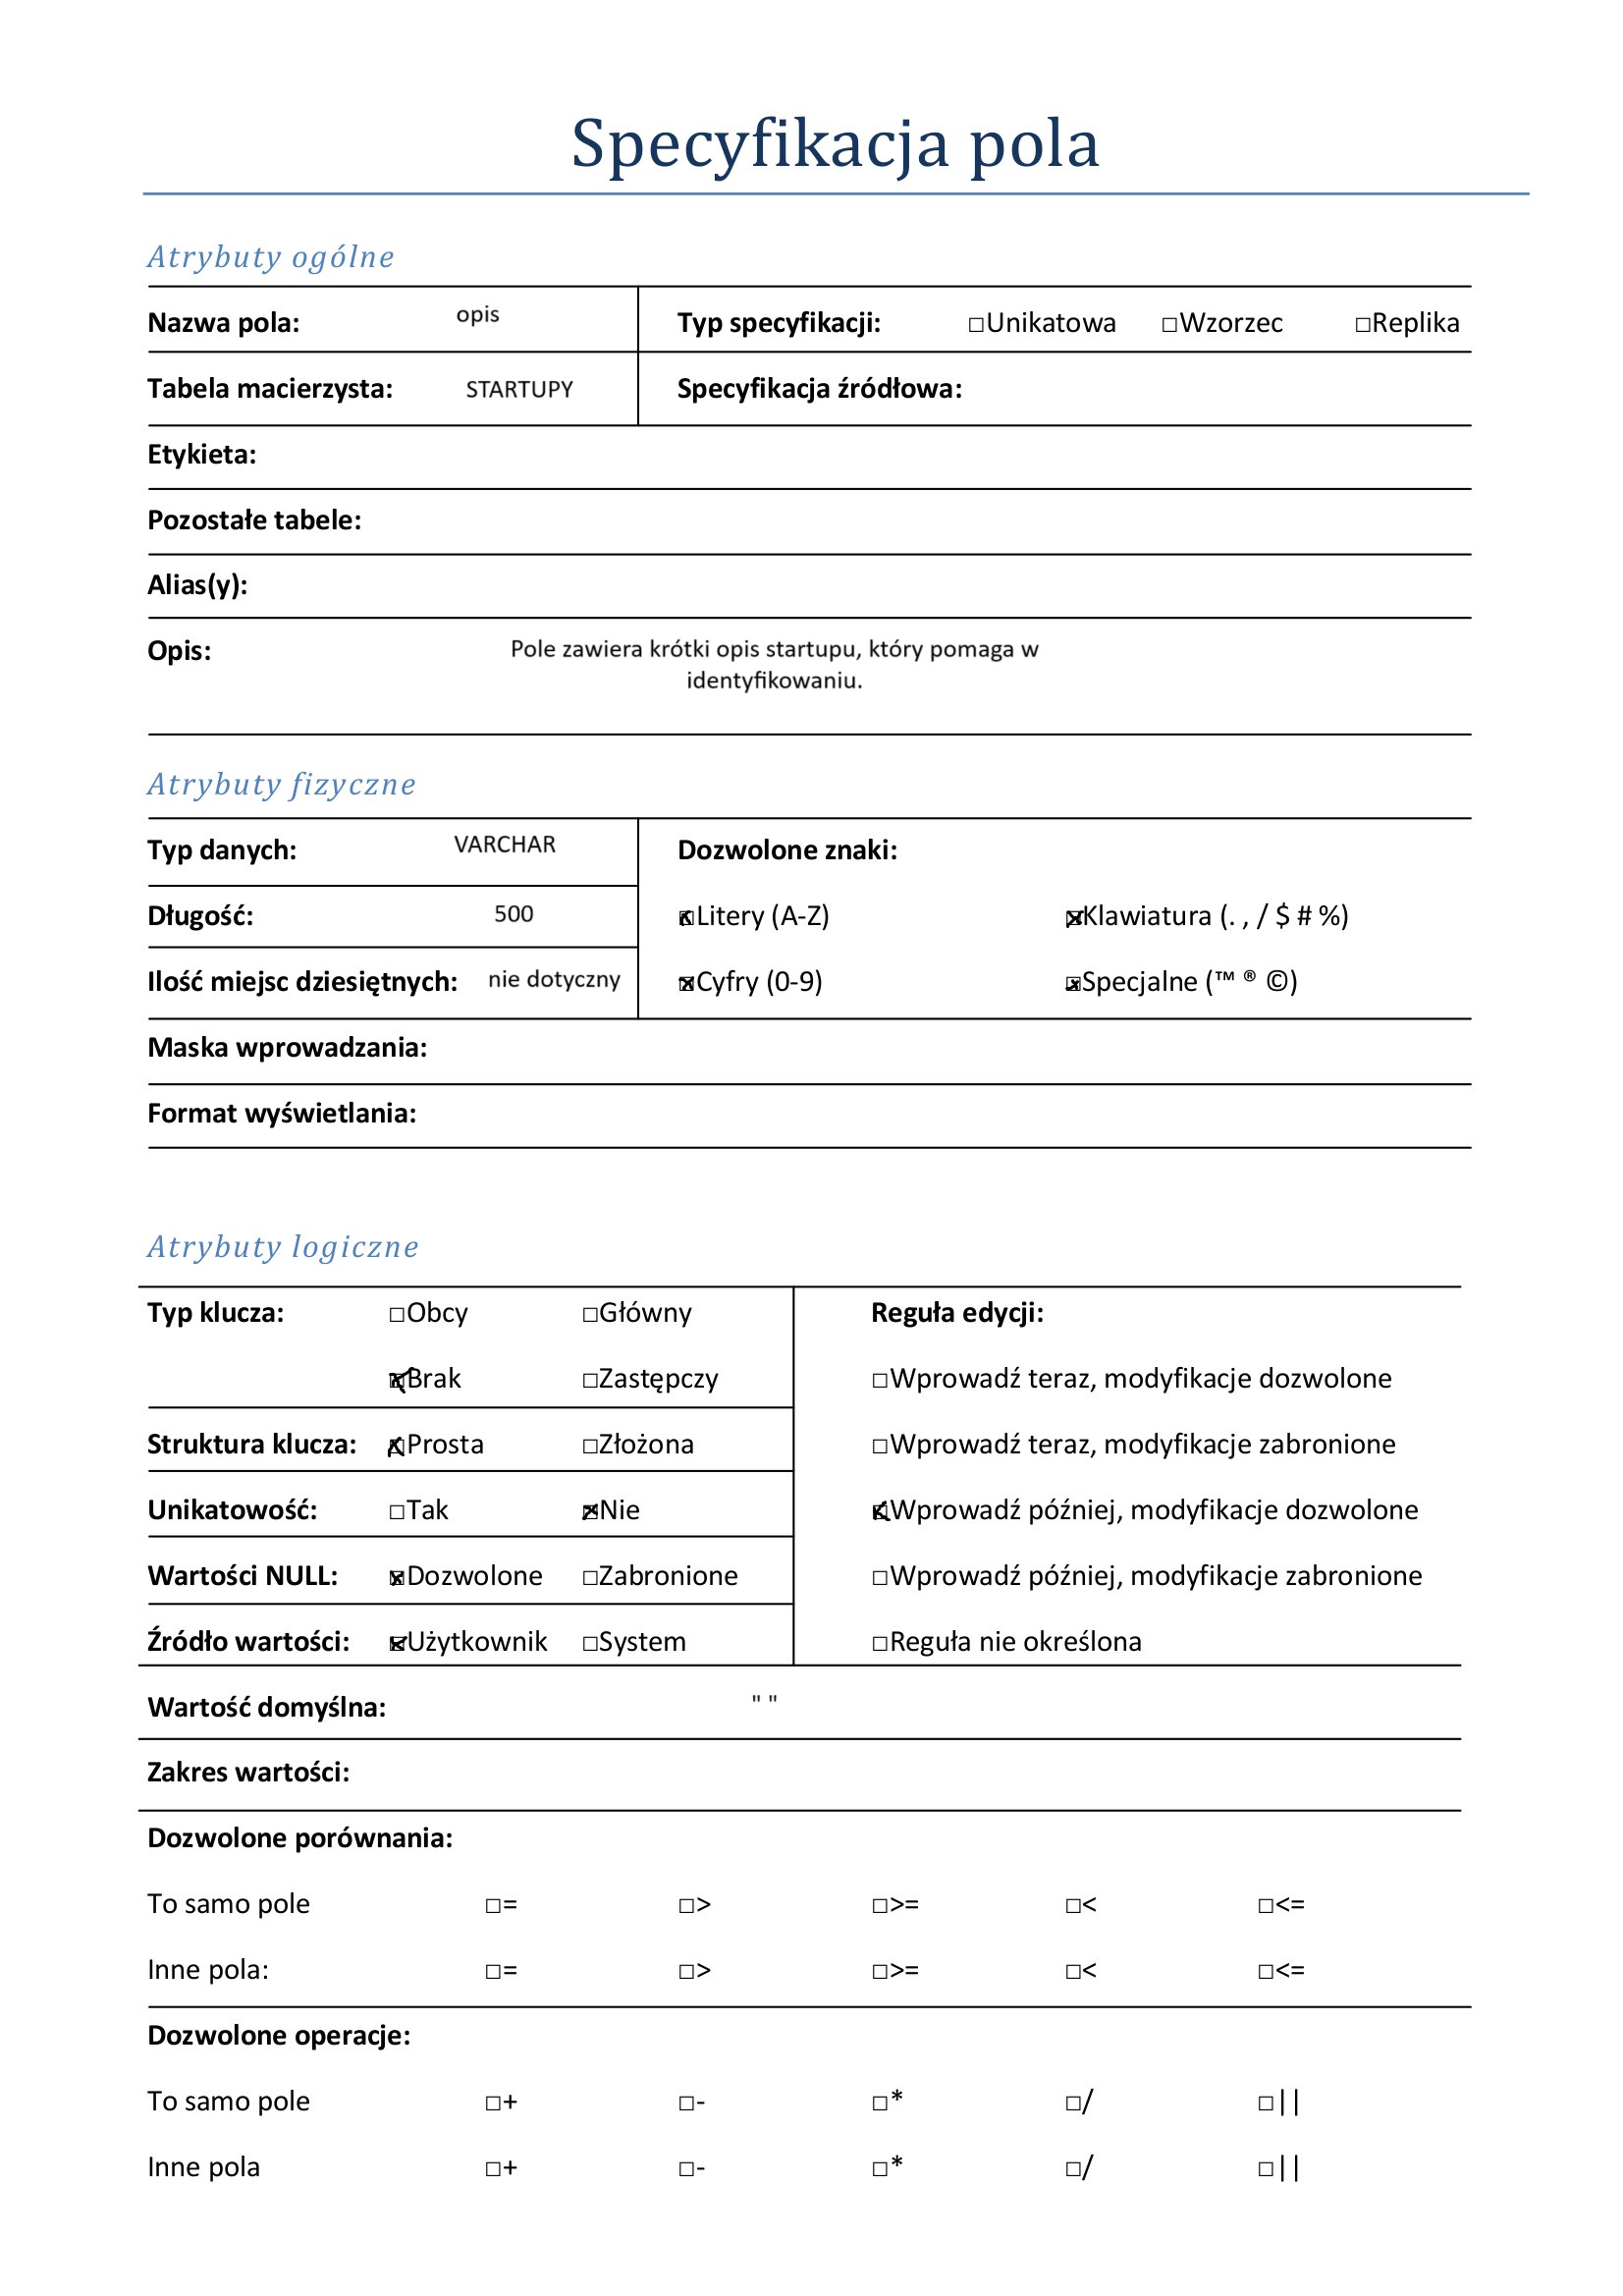 Specyfikacja pola
Atrybuty ogólne
Nazwa pola: opis Typ specyfikacji: □Unikatowa □Wzorzec □Replika
Tabela macierzysta: STARTUPY Specyfikacja źródłowa:
Etykieta:
Pozostałe tabele:
Alias(y):
Opis: Pole zawiera krótki opis startupu, który pomaga w
identyfikowaniu.
Atrybuty fizyczne
Typ danych: VARCHAR Dozwolone znaki:
Długość: 500 ☒Litery (A-Z) ☒Klawiatura (. , / $ # %)
Ilość miejsc dziesiętnych: nie dotyczny ☒Cyfry (0-9) ☒Specjalne (™ ® ©)
Maska wprowadzania:
Format wyświetlania:
Atrybuty logiczne
Typ klucza: □Obcy □Główny Reguła edycji:
☒Brak □Zastępczy □Wprowadź teraz, modyfikacje dozwolone
Struktura klucza: ☒Prosta □Złożona □Wprowadź teraz, modyfikacje zabronione
Unikatowość: □Tak ☒Nie ☒Wprowadź później, modyfikacje dozwolone
Wartości NULL: ☒Dozwolone □Zabronione □Wprowadź później, modyfikacje zabronione
Źródło wartości: ☒Użytkownik □System □Reguła nie określona
Wartość domyślna: " "
Zakres wartości:
Dozwolone porównania:
To samo pole □= □> □>= □< □<=
Inne pola: □= □> □>= □< □<=
Dozwolone operacje:
To samo pole □+ □- □* □/ □||
Inne pola □+ □- □* □/ □||